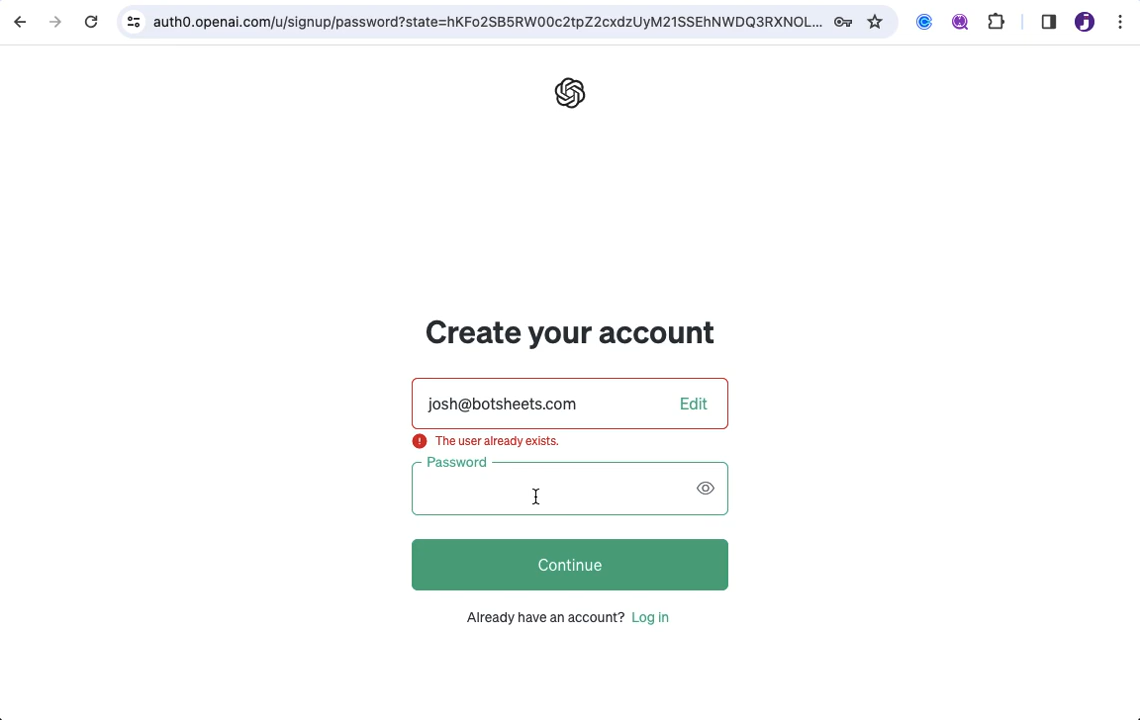 auth0.openai.com/u/signup/password?state=hKFo2SB5RW00c2tpZ2cxdzUyM21SSEhNWDQ3RXNOL...
j
Create your account
josh@botsheets.com Edit
The user already exists.
Password
Continue
Already have an account? Log in